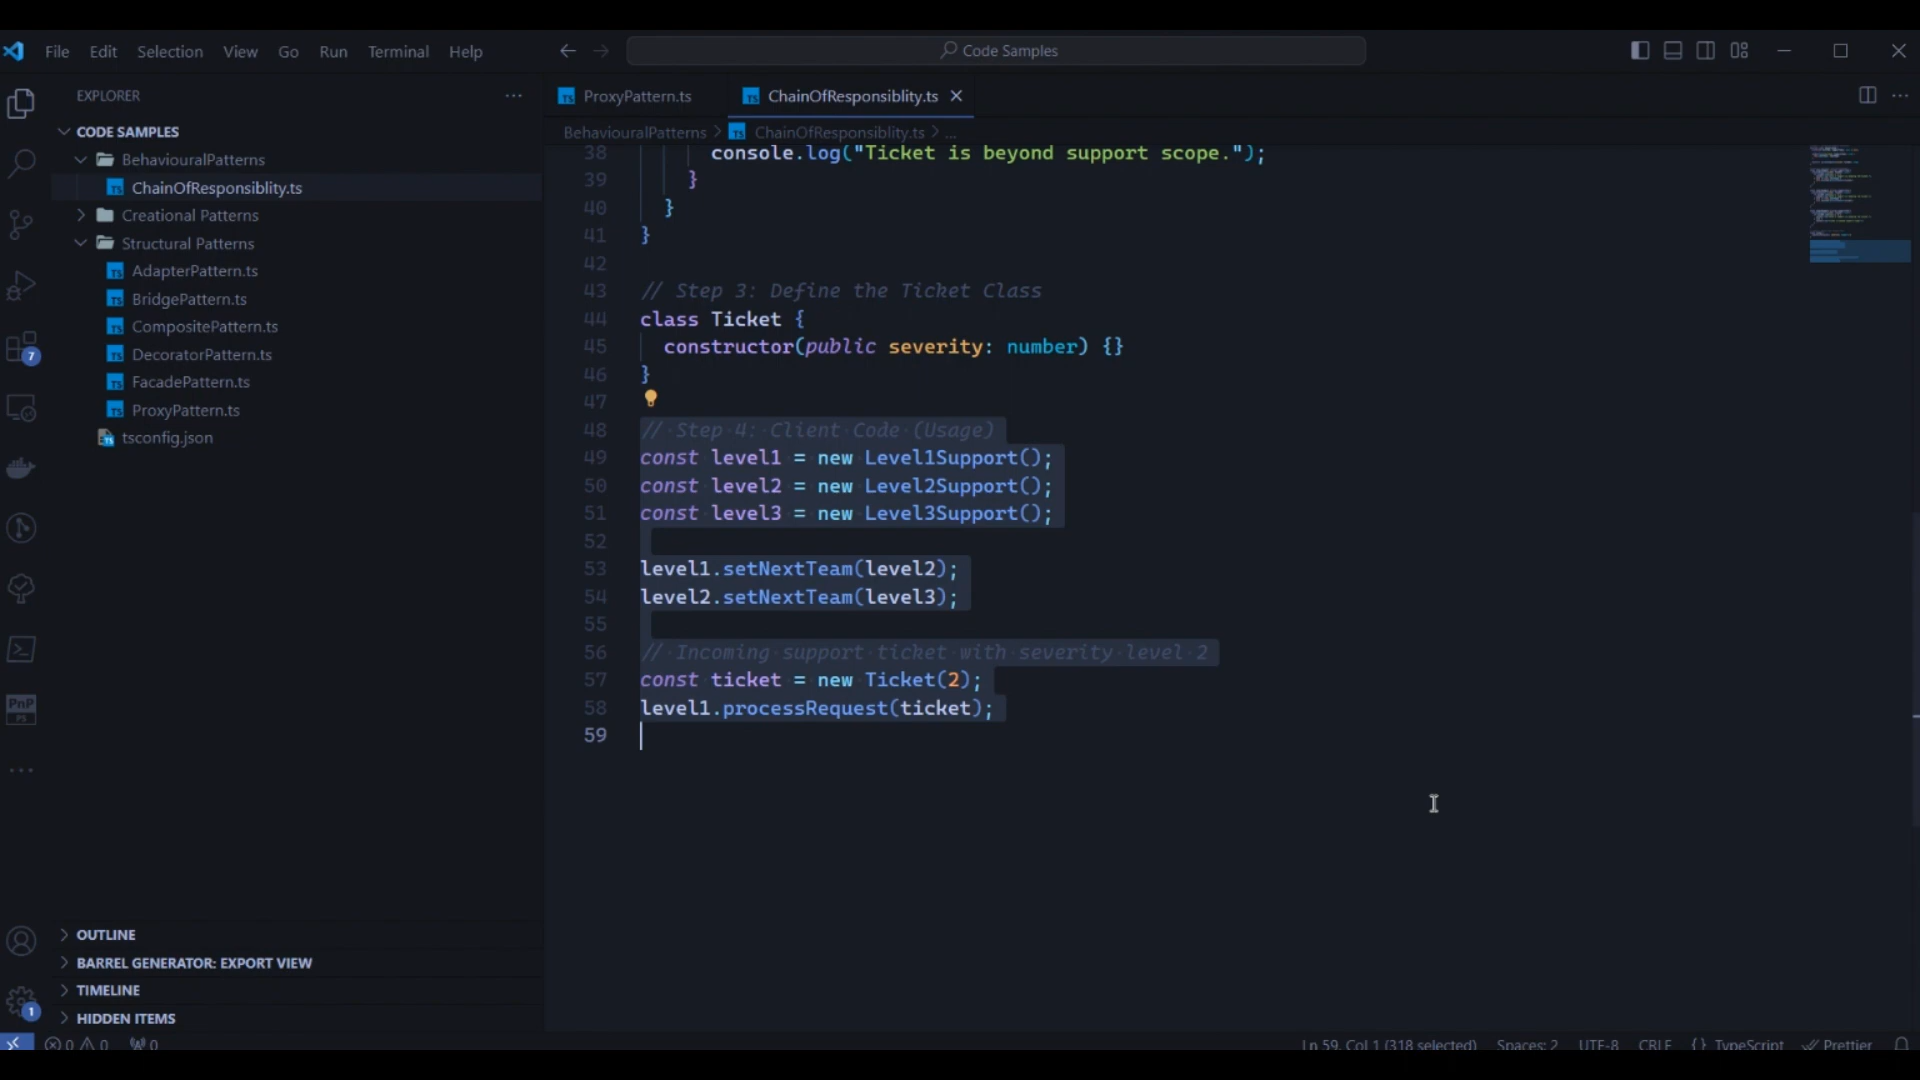 File Edit Selection View Go Run Terminal Help
Code Samples
EXPLORER
CODE SAMPLES
BehaviouralPatterns
ChainOfResponsiblity.ts
Creational Patterns
Structural Patterns
AdapterPattern.ts
BridgePattern.ts
CompositePattern.ts
DecoratorPattern.ts
FacadePattern.ts
ProxyPattern.ts
tsconfig.json
7
PnP
PS
1
OUTLINE
BARREL GENERATOR: EXPORT VIEW
TIMELINE
HIDDEN ITEMS
ProxyPattern.ts ChainOfResponsiblity.ts
BehaviouralPatterns > ChainOfResponsiblity.ts > ...
38 console.log("Ticket is beyond support scope.");
39 }
40 }
41 }
42
43 // Step 3: Define the Ticket Class
44 class Ticket {
45 constructor(public severity: number) {}
46 }
47
48 // Step 4: Client Code (Usage)
49 const level1 = new Level1Support();
50 const level2 = new Level2Support();
51 const level3 = new Level3Support();
52
53 level1.setNextTeam(level2);
54 level2.setNextTeam(level3);
55
56 // Incoming support ticket with severity level 2
57 const ticket = new Ticket(2);
58 level1.processRequest(ticket);
59
0 0 0
Ln 59, Col 1 (318 selected) Spaces: 2 UTF-8 CRLF {} TypeScript Prettier